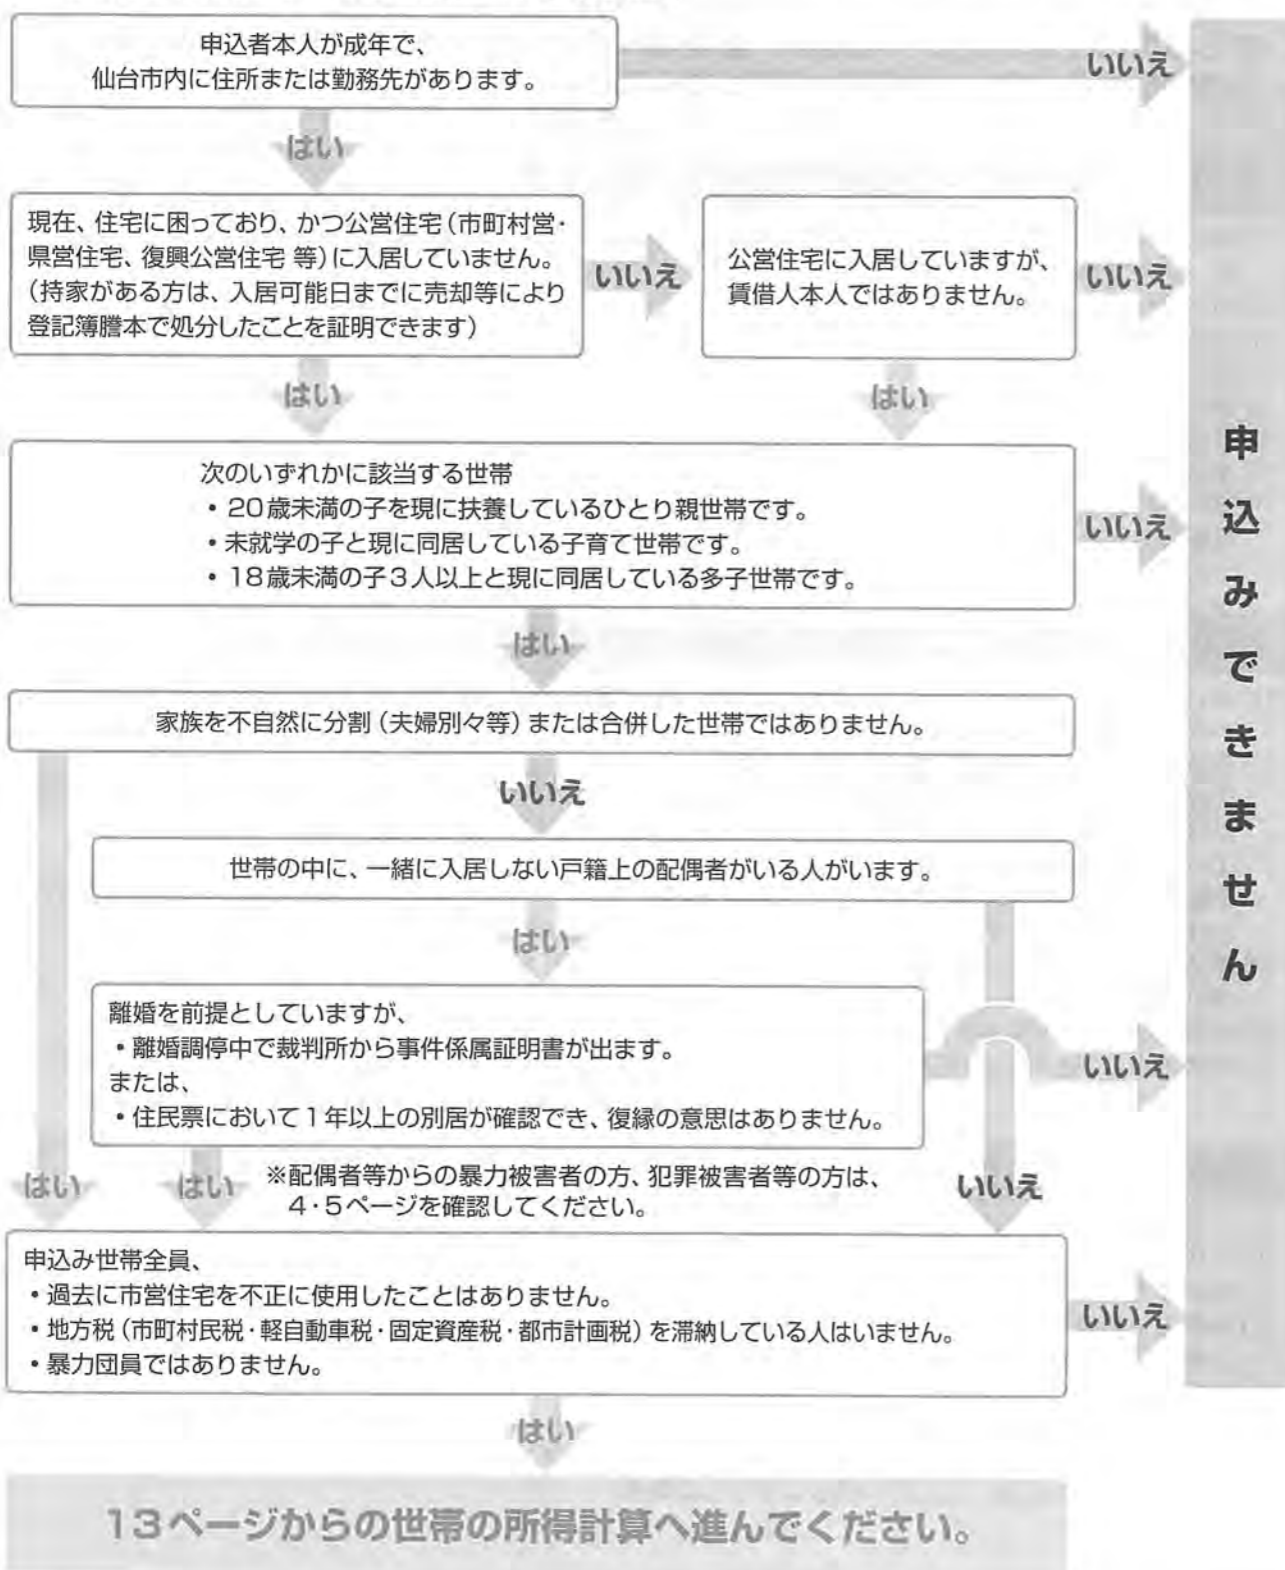 申込者本人が成年で、
仙台市内に住所または勤務先があります。
いいえ
はい
現在、住宅に困っており、かつ公営住宅（市町村営・
県営住宅、復興公営住宅 等）に入居していません。
（持家がある方は、入居可能日までに売却等により
登記簿謄本で処分したことを証明できます）
いいえ
公営住宅に入居していますが、
賃借人本人ではありません。
いいえ
はい
はい
次のいずれかに該当する世帯
・20歳未満の子を現に扶養しているひとり親世帯です。
・未就学の子と現に同居している子育て世帯です。
・18歳未満の子3人以上と現に同居している多子世帯です。
いいえ
はい
家族を不自然に分割（夫婦別々等）または合併した世帯ではありません。
いいえ
世帯の中に、一緒に入居しない戸籍上の配偶者がいる人がいます。
はい
離婚を前提としていますが、
・離婚調停中で裁判所から事件係属証明書が出ます。
または、
・住民票において1年以上の別居が確認でき、復縁の意思はありません。
いいえ
はい
はい
※配偶者等からの暴力被害者の方、犯罪被害者等の方は、
4・5ページを確認してください。
いいえ
申込み世帯全員、
・過去に市営住宅を不正に使用したことはありません。
・地方税（市町村民税・軽自動車税・固定資産税・都市計画税）を滞納している人はいません。
・暴力団員ではありません。
いいえ
はい
13ページからの世帯の所得計算へ進んでください。
申込みできません